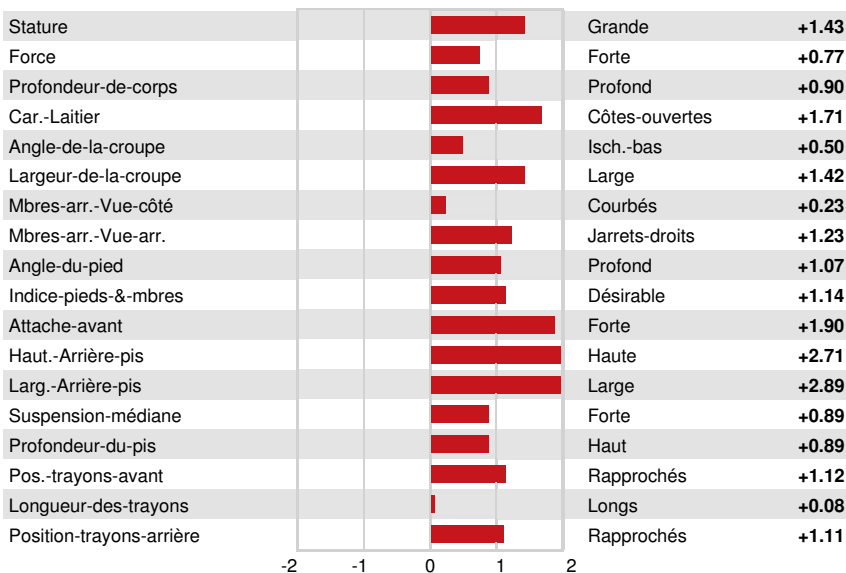 Stature Grande +1.43
Force Forte +0.77
Profondeur-de-corps Profond +0.90
Car.-Laitier Côtes-ouvertes +1.71
Angle-de-la-croupe Isch.-bas +0.50
Largeur-de-la-croupe Large +1.42
Mbres-arr.-Vue-côté Courbés +0.23
Mbres-arr.-Vue-arr. Jarrets-droits +1.23
Angle-du-pied Profond +1.07
Indice-pieds-&-mbres Désirable +1.14
Attache-avant Forte +1.90
Haut.-Arrière-pis Haute +2.71
Larg.-Arrière-pis Large +2.89
Suspension-médiane Forte +0.89
Profondeur-du-pis Haut +0.89
Pos.-trayons-avant Rapprochés +1.12
Longueur-des-trayons Longs +0.08
Position-trayons-arrière Rapprochés +1.11
-2 -1 0 1 2